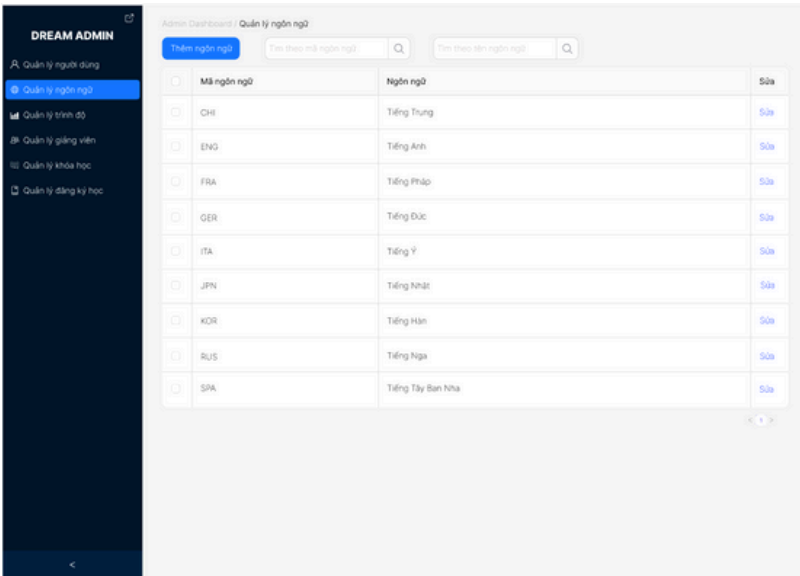 DREAM ADMIN
Quản lý người dùng
Quản lý ngôn ngữ
Quản lý trình độ
Quản lý giảng viên
Quản lý khóa học
Quản lý đăng ký học
<
Admin Dashboard / Quản lý ngôn ngữ
Thêm ngôn ngữ Tìm theo mã ngôn ngữ Tìm theo tên ngôn ngữ
Mã ngôn ngữ Ngôn ngữ Sửa
CHI Tiếng Trung Sửa
ENG Tiếng Anh Sửa
FRA Tiếng Pháp Sửa
GER Tiếng Đức Sửa
ITA Tiếng Ý Sửa
JPN Tiếng Nhật Sửa
KOR Tiếng Hàn Sửa
RUS Tiếng Nga Sửa
SPA Tiếng Tây Ban Nha Sửa
< 1 >